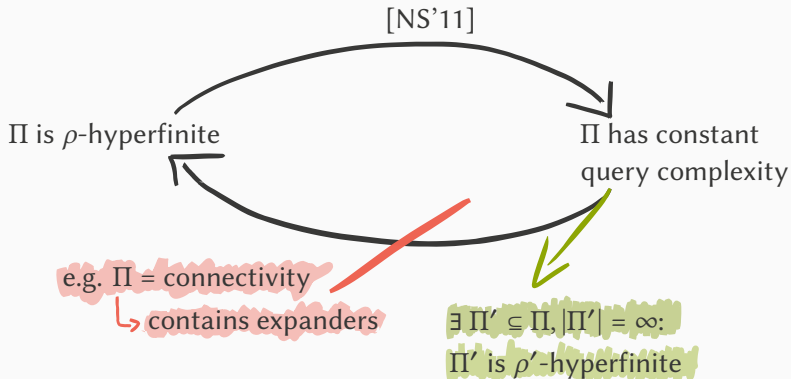 [NS'11]
Π is ρ-hyperfinite
Π has constant
query complexity
e.g. Π = connectivity
contains expanders
∃ Π′ ⊆ Π, |Π′| = ∞:
Π′ is ρ′-hyperfinite